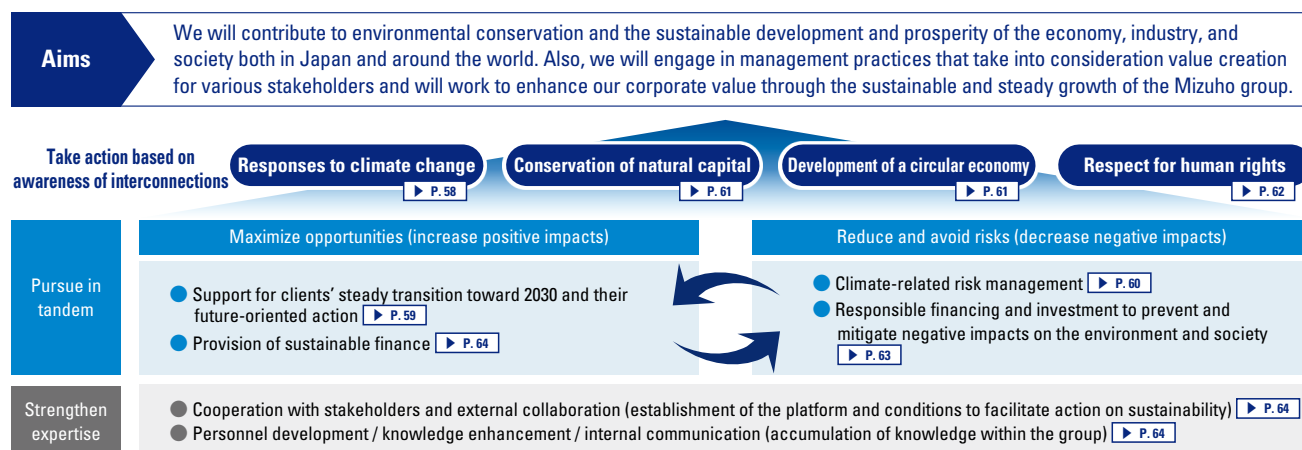 Aims
We will contribute to environmental conservation and the sustainable development and prosperity of the economy, industry, and
society both in Japan and around the world. Also, we will engage in management practices that take into consideration value creation
for various stakeholders and will work to enhance our corporate value through the sustainable and steady growth of the Mizuho group.
Take action based on
awareness of interconnections
Responses to climate change
▶ P. 58
Conservation of natural capital
▶ P. 61
Development of a circular economy
▶ P. 61
Respect for human rights
▶ P. 62
Pursue in
tandem
Maximize opportunities (increase positive impacts)
● Support for clients' steady transition toward 2030 and their
future-oriented action ▶ P. 59
● Provision of sustainable finance ▶ P. 64
Reduce and avoid risks (decrease negative impacts)
● Climate-related risk management ▶ P. 60
● Responsible financing and investment to prevent and
mitigate negative impacts on the environment and society
▶ P. 63
Strengthen
expertise
● Cooperation with stakeholders and external collaboration (establishment of the platform and conditions to facilitate action on sustainability) ▶ P. 64
● Personnel development / knowledge enhancement / internal communication (accumulation of knowledge within the group) ▶ P. 64